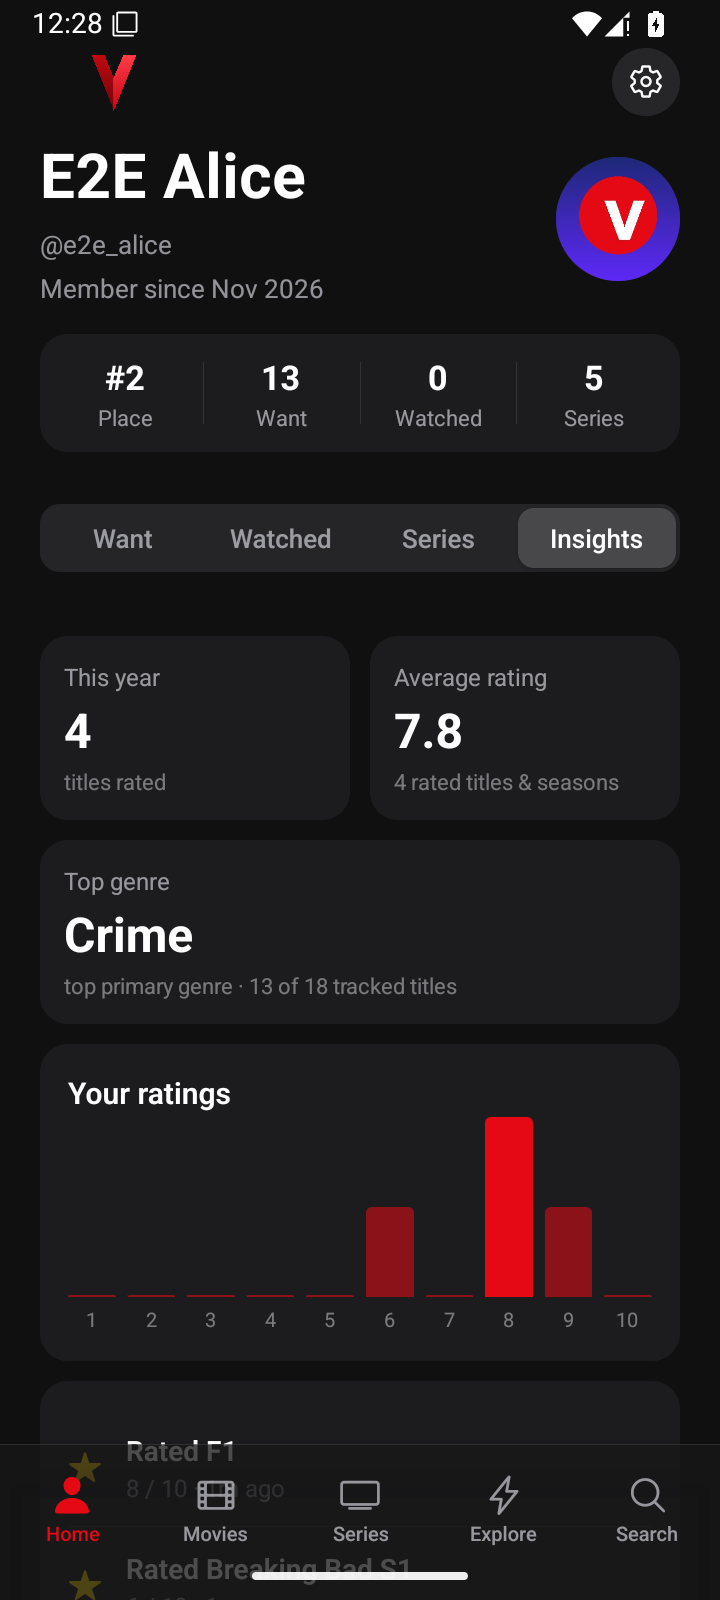 12:28
E2E Alice
@e2e_alice
Member since Nov 2026
#2 13 0 5
Place Want Watched Series
Want Watched Series Insights
This year
4
titles rated
Average rating
7.8
4 rated titles & seasons
Top genre
Crime
top primary genre · 13 of 18 tracked titles
Your ratings
1 2 3 4 5 6 7 8 9 10
Rated F1
8 / 10 · ago
Home Movies Series Explore Search
Rated Breaking Bad S1